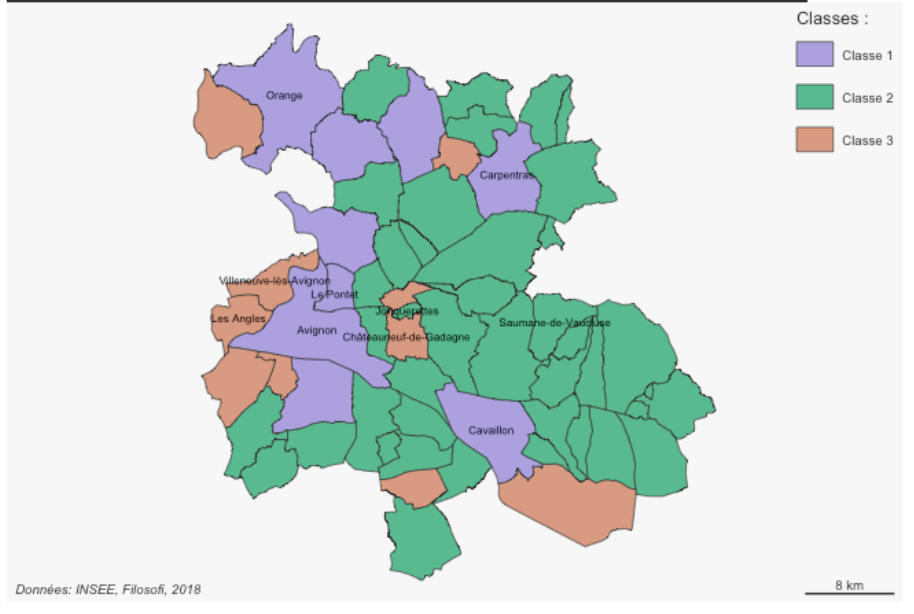 Classes :
Classe 1
Classe 2
Classe 3
Orange
Carpentras
Villeneuve-lès-Avignon
Le Pontet
Les Angles
Jonquerettes
Saumane-de-Vaucluse
Avignon
Châteauneuf-de-Gadagne
Cavaillon
Données: INSEE, Filosofi, 2018
8 km